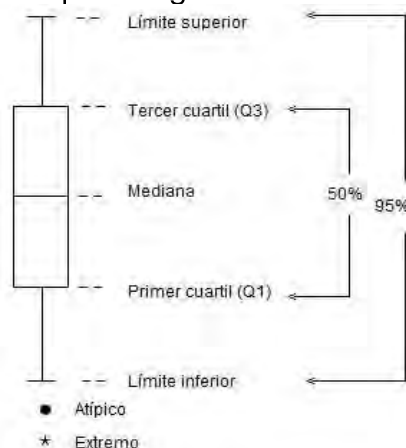 Límite superior
Tercer cuartil (Q3)
Mediana
50%
95%
Primer cuartil (Q1)
Límite inferior
● Atípico
* Extremo